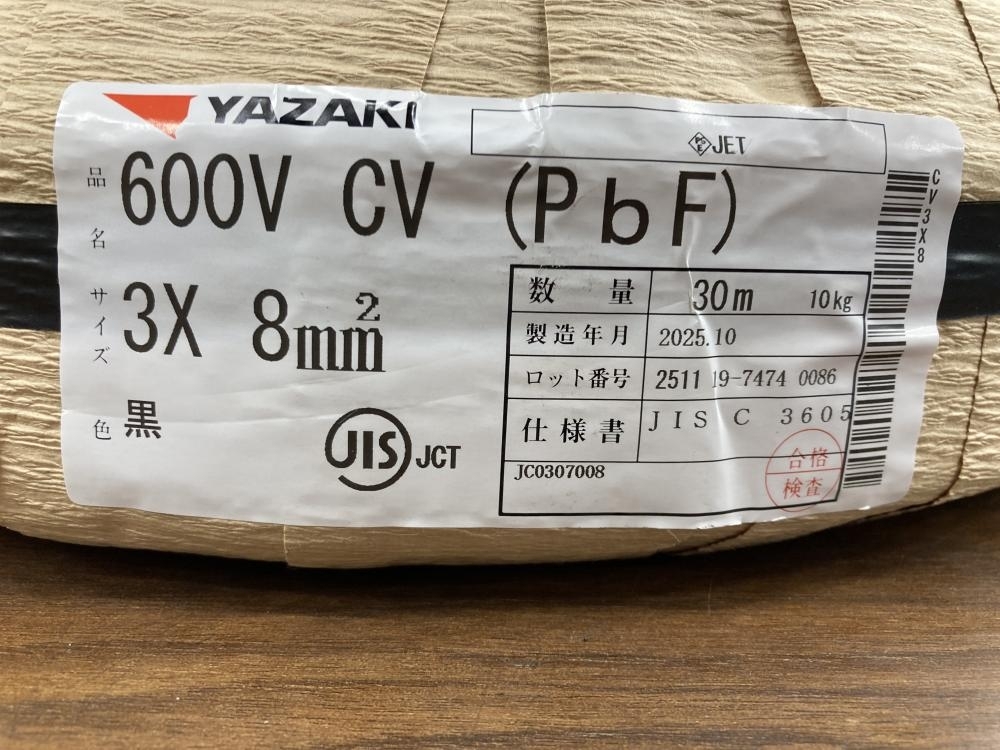 YAZAKI
PSE JET
品名 600V CV (PbF)
サイズ 3X 8mm²
色 黒
JIS JCT
数量 30m 10kg
製造年月 2025.10
ロット番号 2511 19-7474 0086
仕様書 JIS C 3605
JC0307008
合格
検査
CV3X8